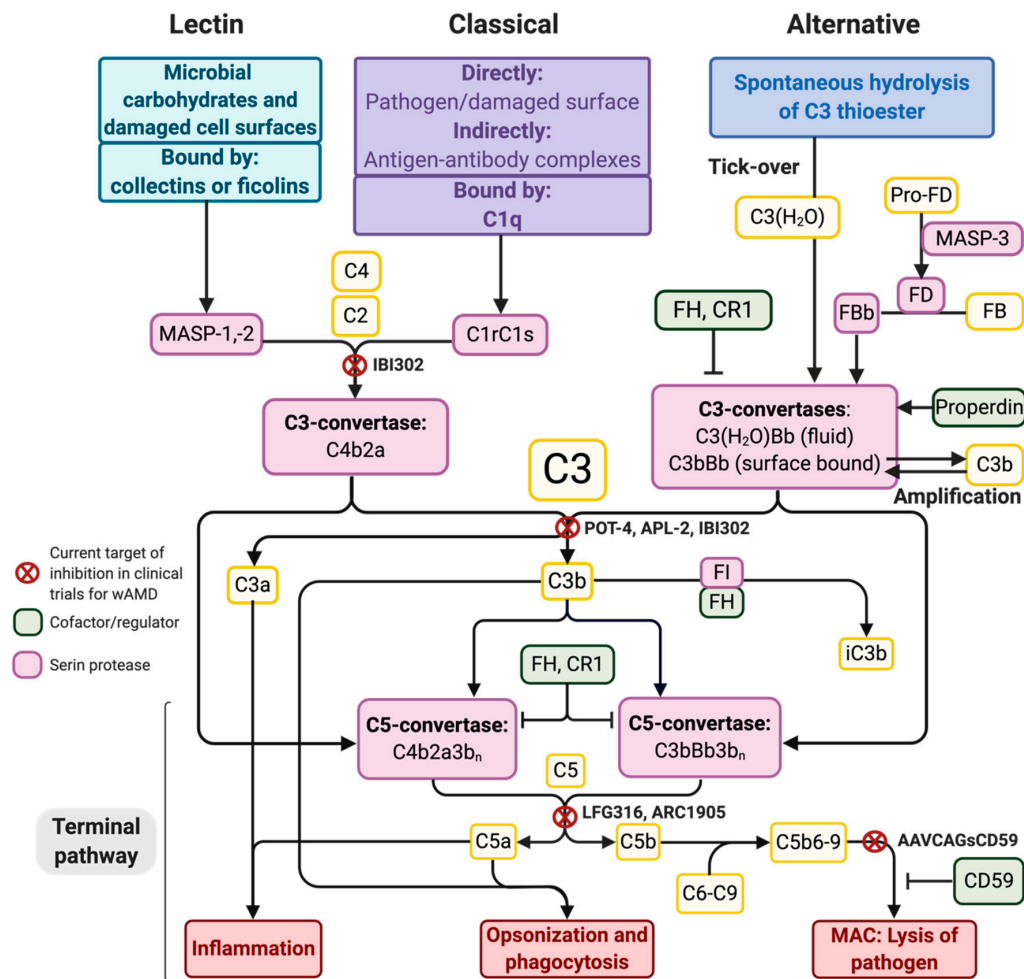 Lectin
Classical
Alternative
Microbial
carbohydrates and
damaged cell surfaces
Bound by:
collectins or ficolins
Directly:
Pathogen/damaged surface
Indirectly:
Antigen-antibody complexes
Bound by:
C1q
Spontaneous hydrolysis
of C3 thioester
Tick-over
C3(H₂O)
Pro-FD
MASP-3
FD
FBb
FB
C4
C2
MASP-1,-2
C1rC1s
IBI302
FH, CR1
C3-convertase:
C4b2a
C3-convertases:
C3(H₂O)Bb (fluid)
C3bBb (surface bound)
Properdin
C3b
Amplification
C3
POT-4, APL-2, IBI302
Current target of
inhibition in clinical
trials for wAMD
Cofactor/regulator
Serin protease
C3a
C3b
FI
FH
iC3b
FH, CR1
C5-convertase:
C4b2a3bₙ
C5-convertase:
C3bBb3bₙ
C5
LFG316, ARC1905
Terminal
pathway
C5a
C5b
C5b6-9
AAVCAGsCD59
C6-C9
CD59
Inflammation
Opsonization and
phagocytosis
MAC: Lysis of
pathogen